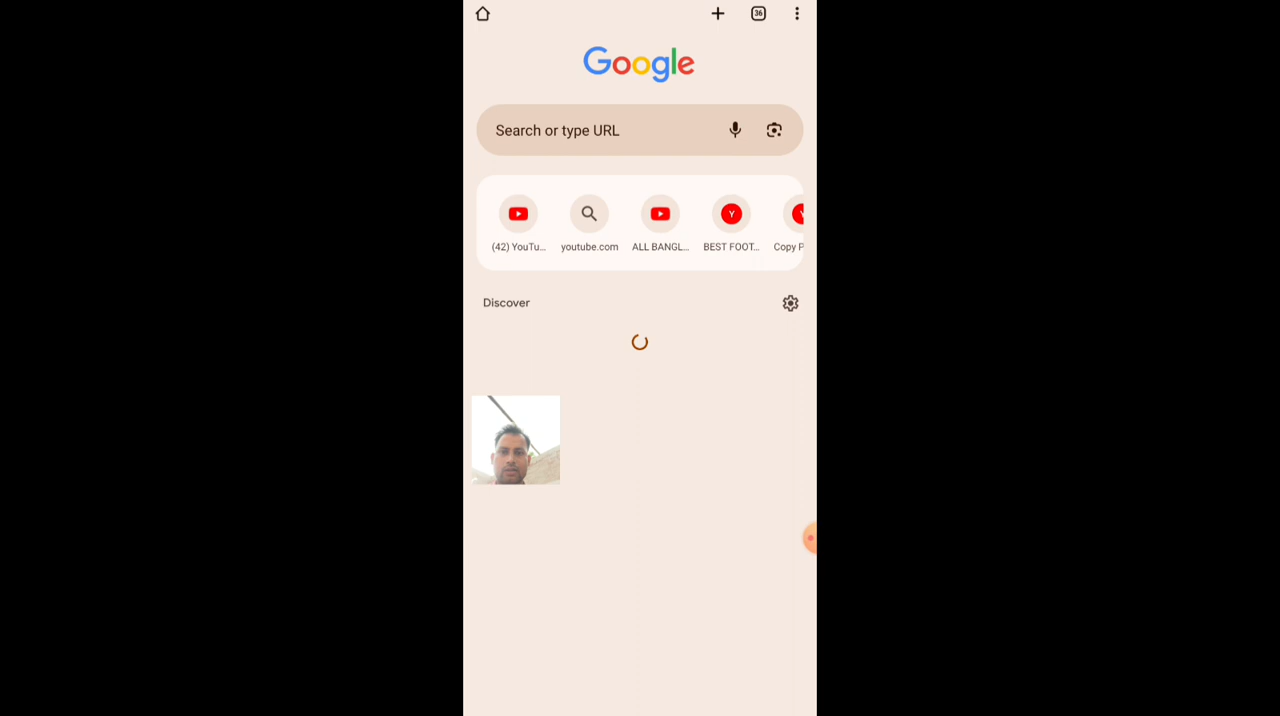 36
Google
Search or type URL
(42) YouTu... youtube.com ALL BANGL... BEST FOOT... Copy P
Y
Discover